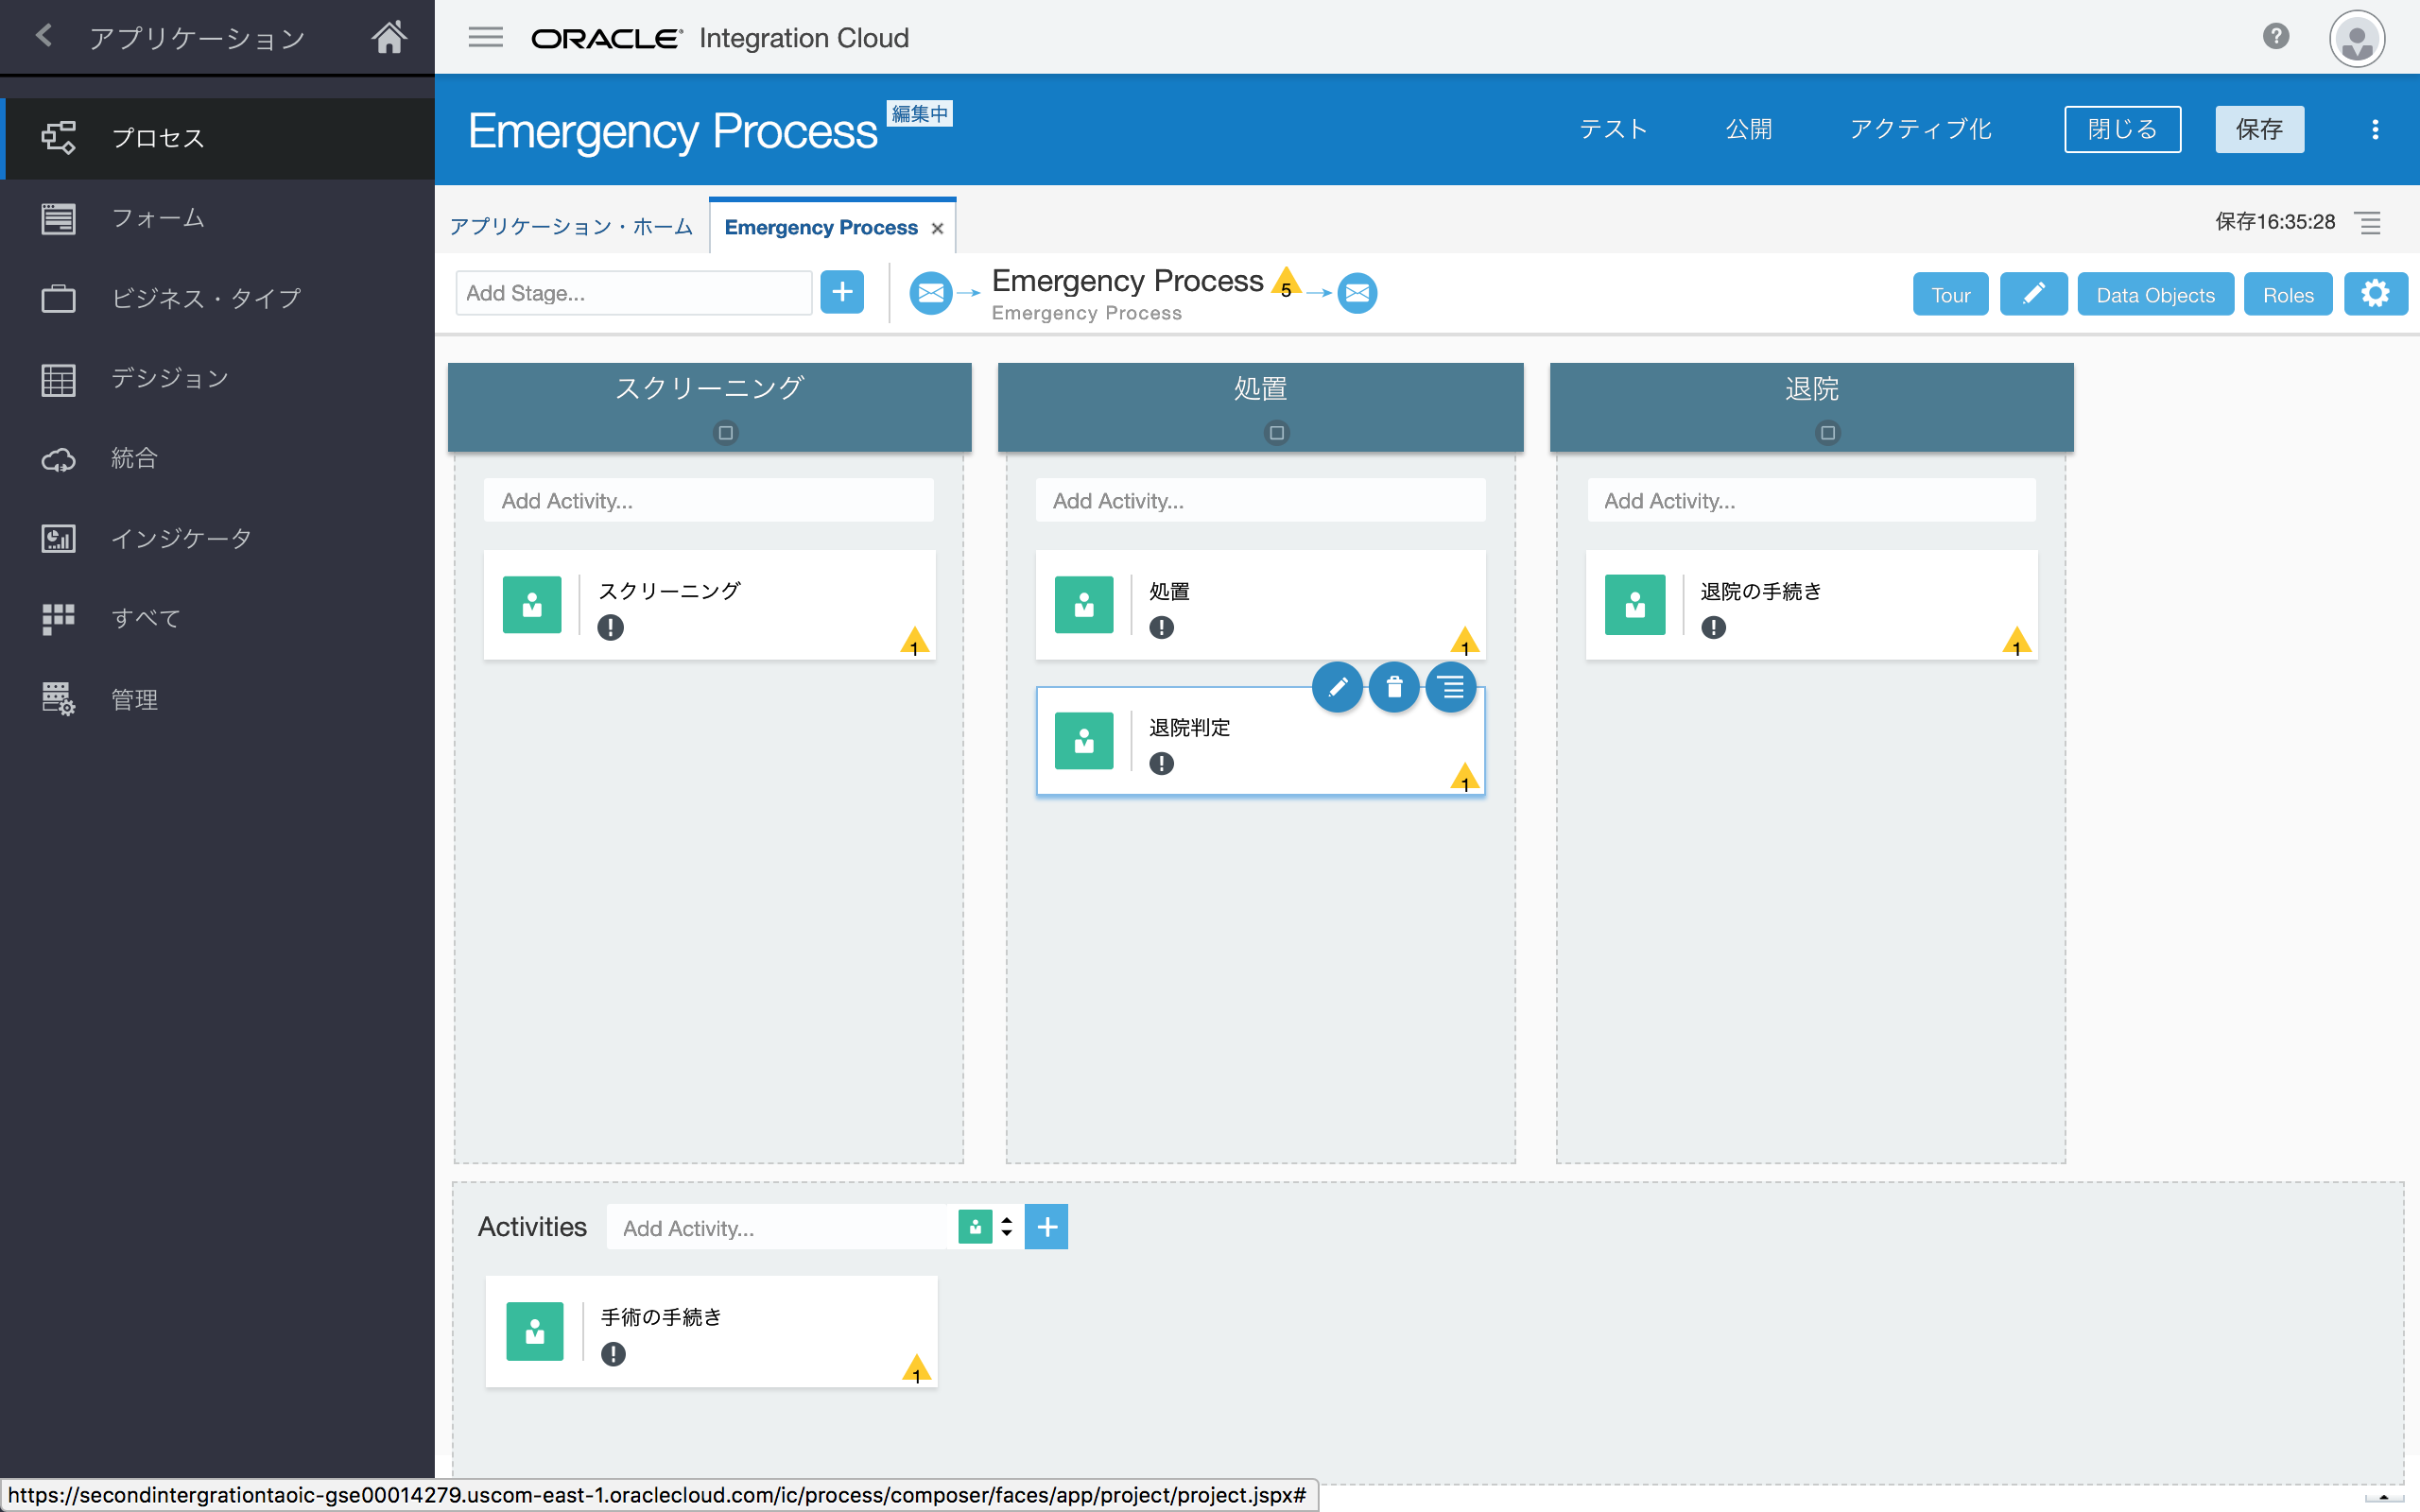 アプリケーション
プロセス
フォーム
ビジネス・タイプ
デシジョン
統合
インジケータ
すべて
管理
ORACLE Integration Cloud
Emergency Process 編集中
テスト
公開
アクティブ化
閉じる
保存
アプリケーション・ホーム
Emergency Process ×
保存16:35:28
Add Stage...
Emergency Process 5
Emergency Process
Tour
Data Objects
Roles
スクリーニング
Add Activity...
スクリーニング
1
処置
Add Activity...
処置
1
退院判定
1
退院
Add Activity...
退院の手続き
1
Activities
Add Activity...
手術の手続き
1
https://secondintergrationtaoic-gse00014279.uscom-east-1.oraclecloud.com/ic/process/composer/faces/app/project/project.jspx#